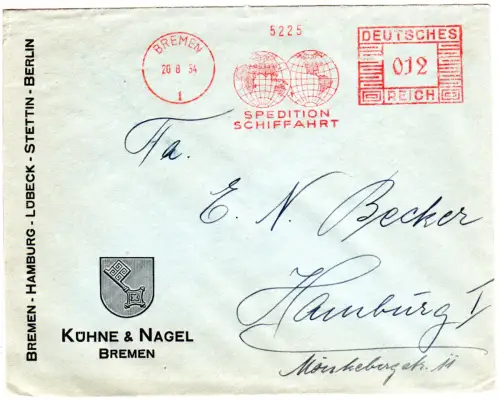 BREMEN
20 8 34
1
5225
SPEDITION
SCHIFFAHRT
DEUTSCHES
012
REICH
BREMEN - HAMBURG - LÜBECK - STETTIN - BERLIN
Fa.
E. N. Becker
Hamburg I
Mönckebergstr. 11
KÜHNE & NAGEL
BREMEN